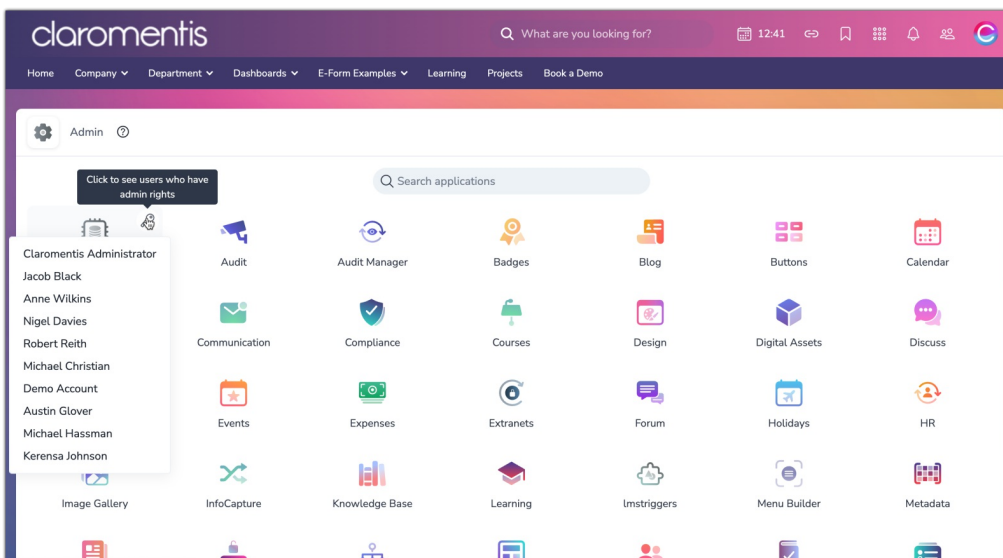 claromentis
What are you looking for?
12:41
Home
Company
Department
Dashboards
E-Form Examples
Learning
Projects
Book a Demo
Admin
Click to see users who have
admin rights
Search applications
Claromentis Administrator
Jacob Black
Anne Wilkins
Nigel Davies
Robert Reith
Michael Christian
Demo Account
Austin Glover
Michael Hassman
Kerensa Johnson
Audit
Audit Manager
Badges
Blog
Buttons
Calendar
Communication
Compliance
Courses
Design
Digital Assets
Discuss
Events
Expenses
Extranets
Forum
Holidays
HR
Image Gallery
InfoCapture
Knowledge Base
Learning
lmstriggers
Menu Builder
Metadata